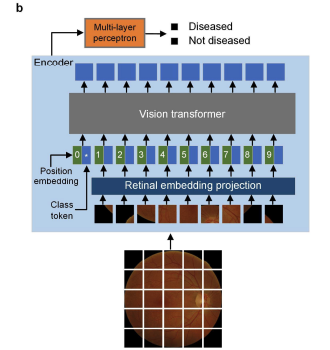 b
Multi-layer
perceptron
Diseased
Not diseased
Encoder
Vision transformer
0 * 1 2 3 4 5 6 7 8 9
Position
embedding
Retinal embedding projection
Class
token